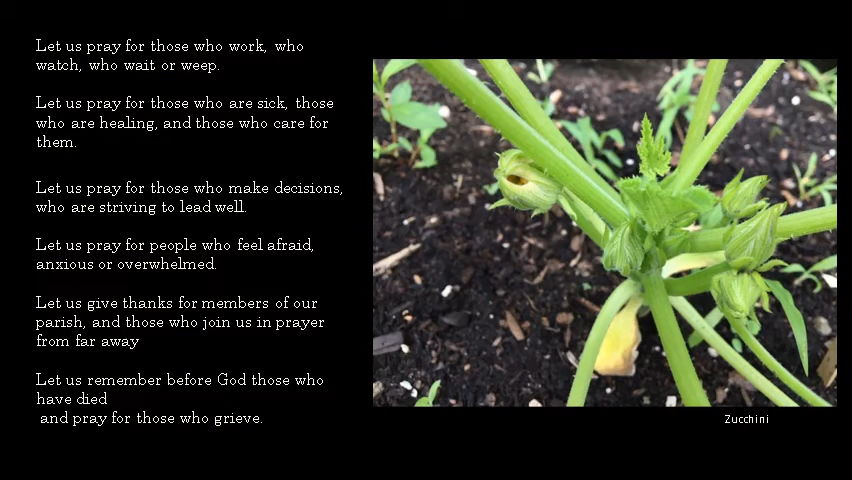 Let us pray for those who work, who
watch, who wait or weep.
Let us pray for those who are sick, those
who are healing, and those who care for
them.
Let us pray for those who make decisions,
who are striving to lead well.
Let us pray for people who feel afraid,
anxious or overwhelmed.
Let us give thanks for members of our
parish, and those who join us in prayer
from far away
Let us remember before God those who
have died
and pray for those who grieve.
Zucchini